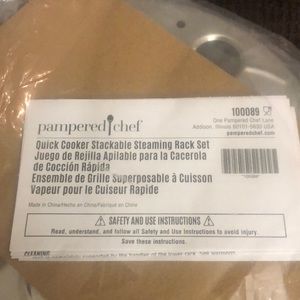 100089
pampered chef
One Pampered Chef Lane
Addison, Illinois 60101-5630 USA
pamperedchef.com
Quick Cooker Stackable Steaming Rack Set
Juego de Rejilla Apilable para la Cacerola
de Cocción Rápida
Ensemble de Grille Superposable à Cuisson
Vapeur pour le Cuiseur Rapide
Made in China/Hecho en China/Fabriqué en Chine
SAFETY AND USE INSTRUCTIONS
Read, understand, and follow all Safety and Use Instructions to avoid injury.
Save these instructions.
CLEANING